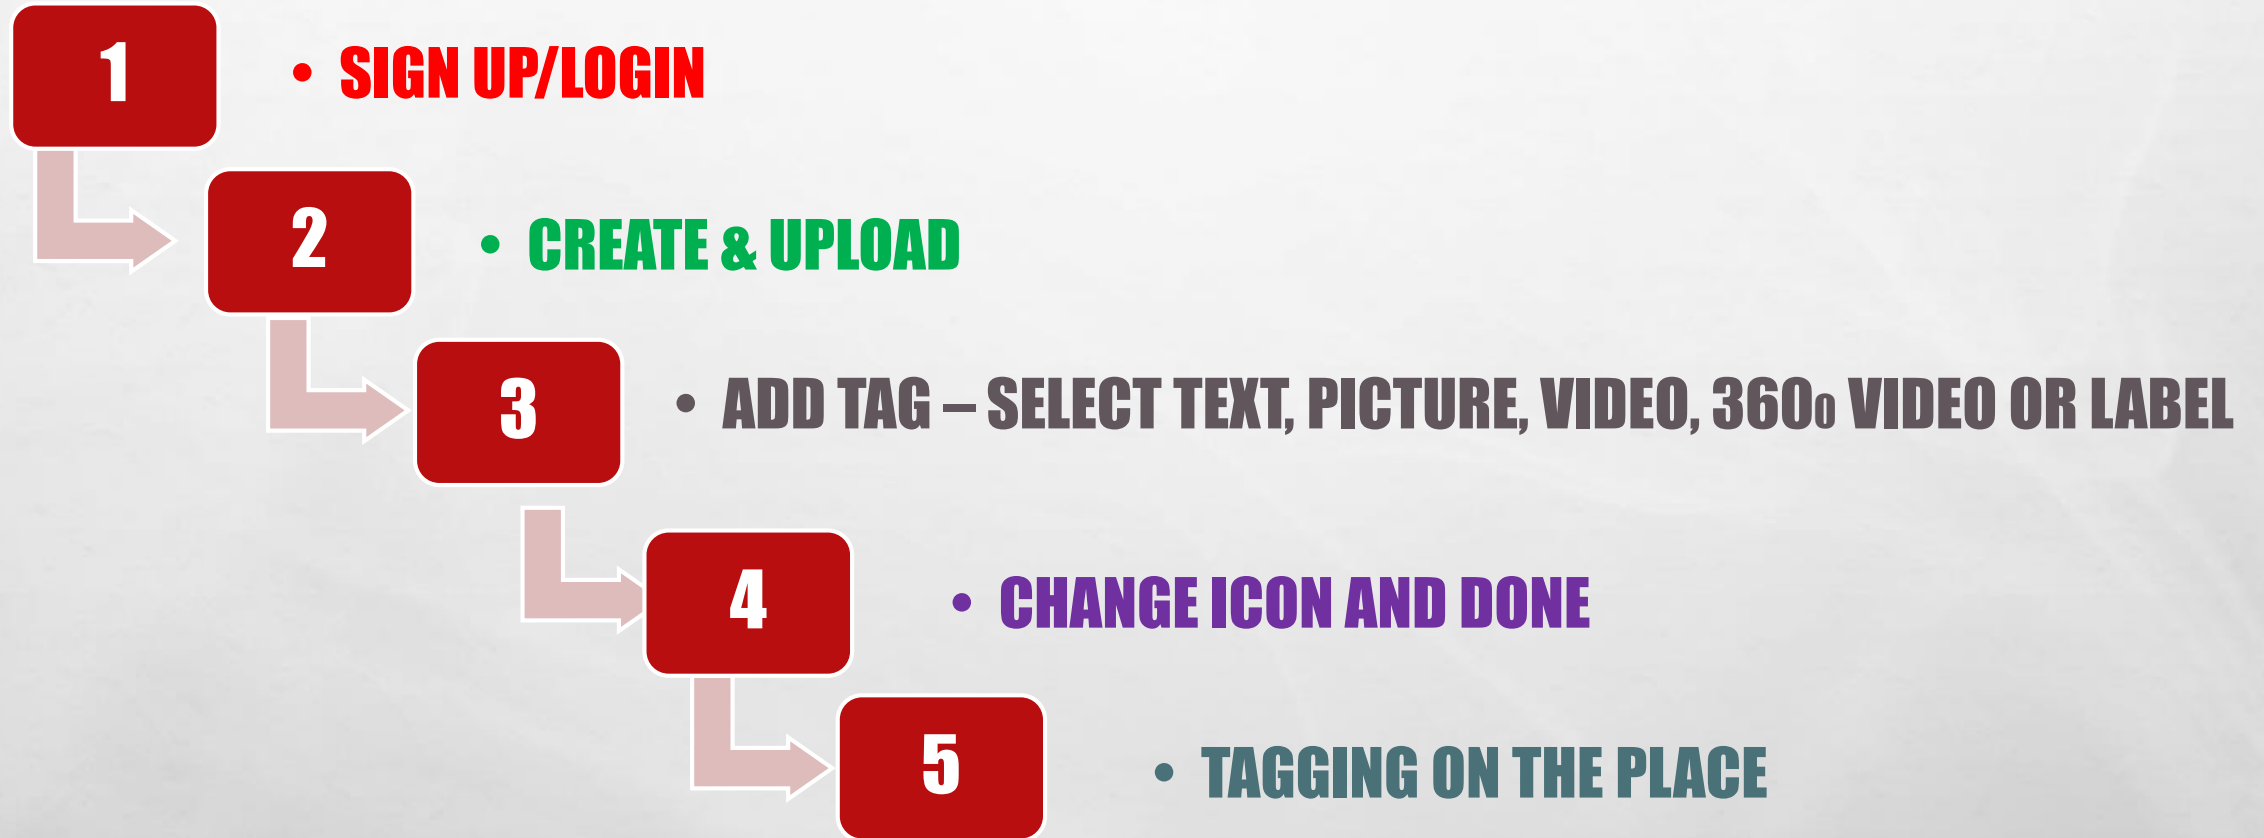 1
• SIGN UP/LOGIN
2
• CREATE & UPLOAD
3
• ADD TAG – SELECT TEXT, PICTURE, VIDEO, 360₀ VIDEO OR LABEL
4
• CHANGE ICON AND DONE
5
• TAGGING ON THE PLACE